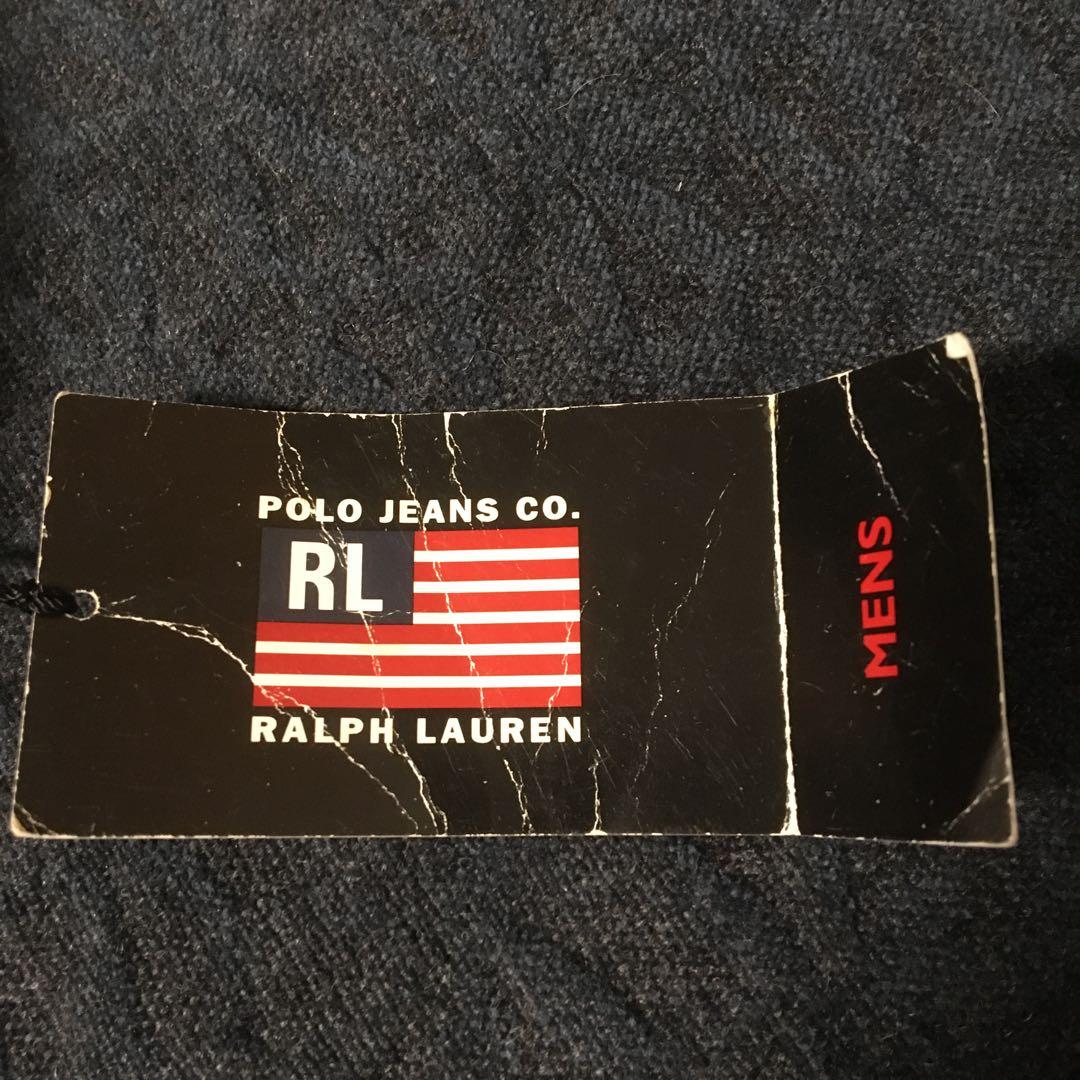 POLO JEANS CO.
RL
RALPH LAUREN
MENS